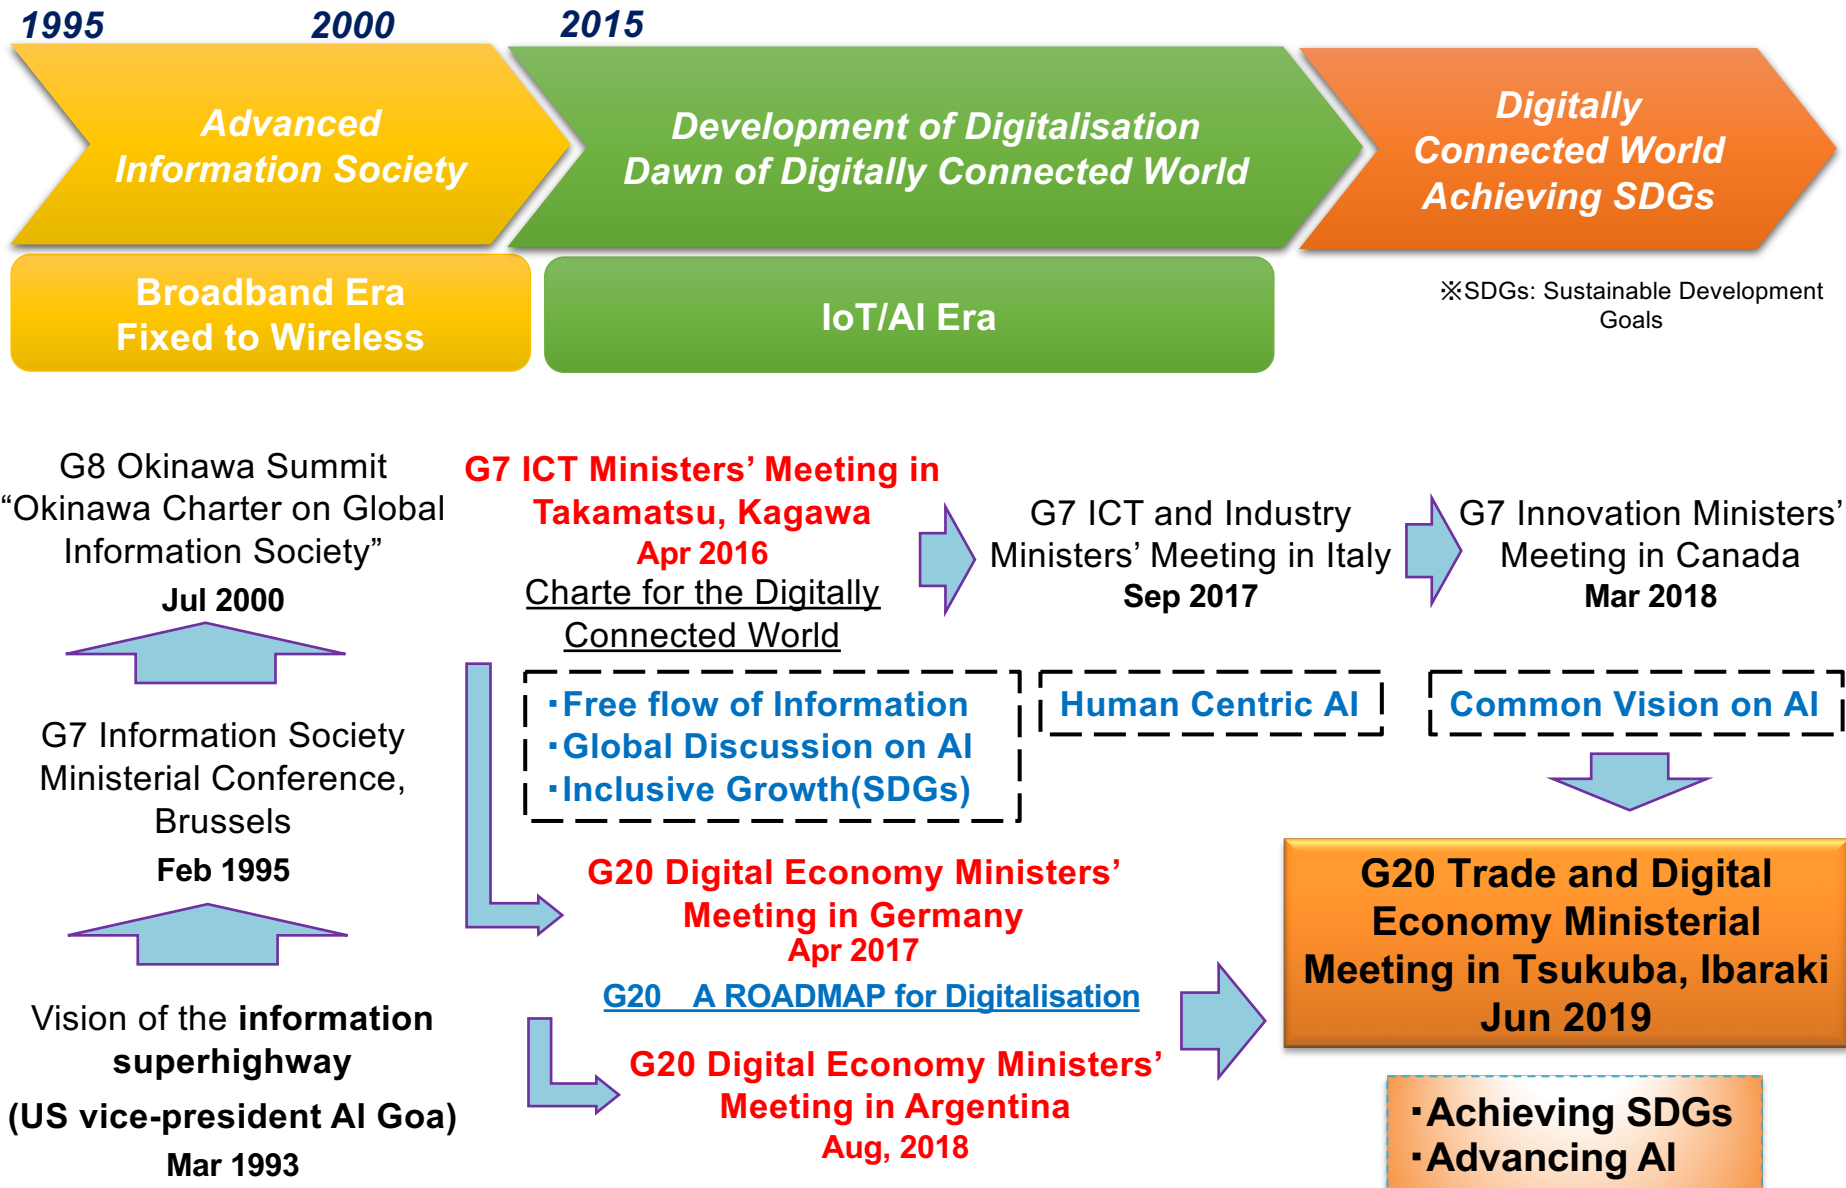 1995
2000
2015
Advanced
Information Society
Development of Digitalisation
Dawn of Digitally Connected World
Digitally
Connected World
Achieving SDGs
Broadband Era
Fixed to Wireless
IoT/AI Era
※SDGs: Sustainable Development
Goals
G8 Okinawa Summit
“Okinawa Charter on Global
Information Society”
Jul 2000
G7 Information Society
Ministerial Conference,
Brussels
Feb 1995
Vision of the information
superhighway
(US vice-president Al Goa)
Mar 1993
G7 ICT Ministers’ Meeting in
Takamatsu, Kagawa
Apr 2016
Charte for the Digitally
Connected World
・Free flow of Information
・Global Discussion on AI
・Inclusive Growth(SDGs)
G7 ICT and Industry
Ministers’ Meeting in Italy
Sep 2017
Human Centric AI
G7 Innovation Ministers’
Meeting in Canada
Mar 2018
Common Vision on AI
G20 Digital Economy Ministers’
Meeting in Germany
Apr 2017
G20 A ROADMAP for Digitalisation
G20 Digital Economy Ministers’
Meeting in Argentina
Aug, 2018
G20 Trade and Digital
Economy Ministerial
Meeting in Tsukuba, Ibaraki
Jun 2019
・Achieving SDGs
・Advancing AI